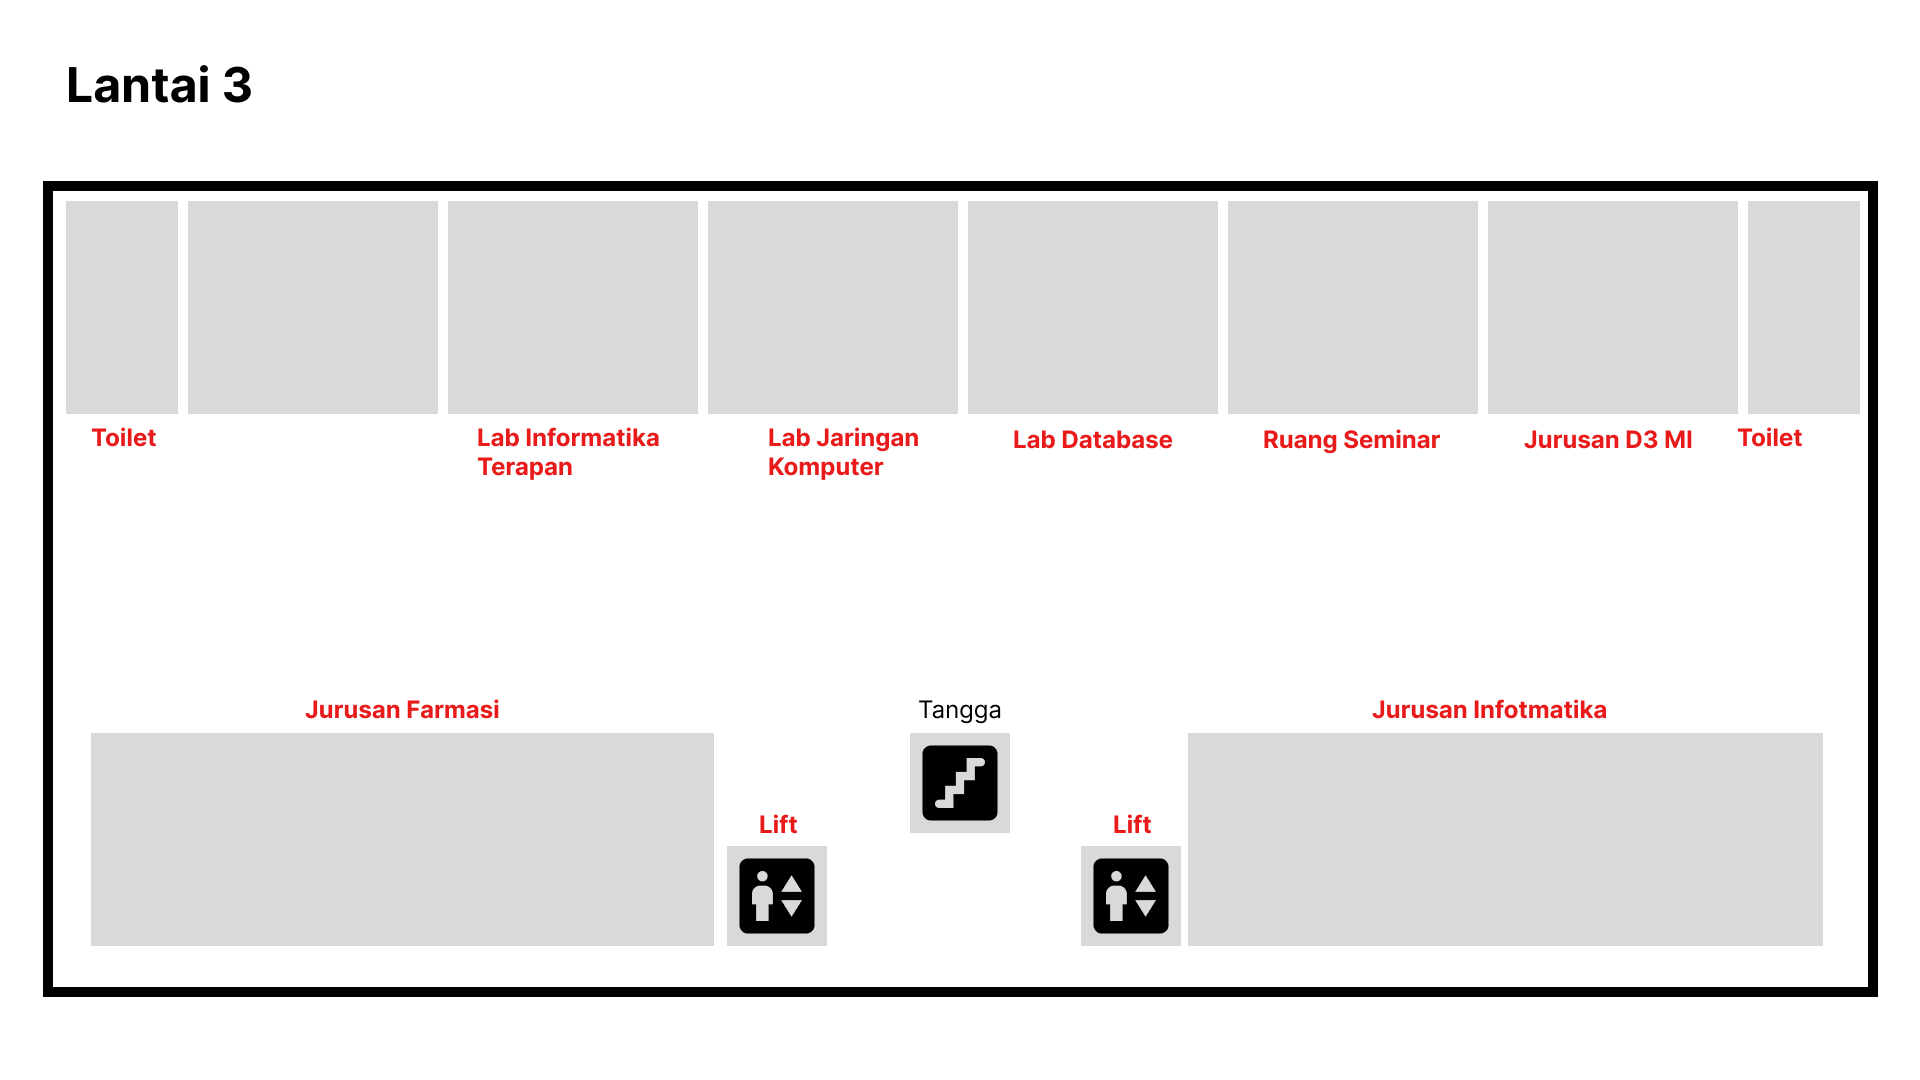 Lantai 3
Toilet
Lab Informatika
Terapan
Lab Jaringan
Komputer
Lab Database
Ruang Seminar
Jurusan D3 MI
Toilet
Jurusan Farmasi
Tangga
Jurusan Infotmatika
Lift
Lift